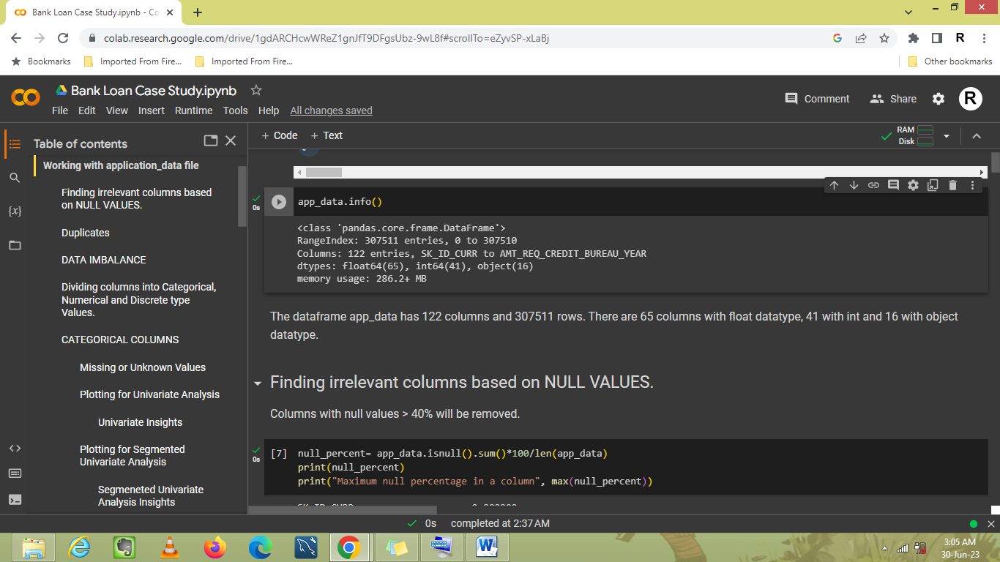 Bank Loan Case Study.ipynb - Co
colab.research.google.com/drive/1gdARCHcwWReZ1gnJfT9DFgsUbz-9wL8f#scrollTo=eZyvSP-xLaBj
R
Bookmarks
Imported From Fire...
Imported From Fire...
Other bookmarks
Bank Loan Case Study.ipynb
File Edit View Insert Runtime Tools Help All changes saved
Comment
Share
R
Table of contents
Working with application_data file
Finding irrelevant columns based
on NULL VALUES.
Duplicates
DATA IMBALANCE
Dividing columns into Categorical,
Numerical and Discrete type
Values.
CATEGORICAL COLUMNS
Missing or Unknown Values
Plotting for Univariate Analysis
Univariate Insights
Plotting for Segmented
Univariate Analysis
Segmeneted Univariate
Analysis Insights
{x}
+ Code + Text
RAM
Disk
0s
app_data.info()
<class 'pandas.core.frame.DataFrame'>
RangeIndex: 307511 entries, 0 to 307510
Columns: 122 entries, SK_ID_CURR to AMT_REQ_CREDIT_BUREAU_YEAR
dtypes: float64(65), int64(41), object(16)
memory usage: 286.2+ MB
The dataframe app_data has 122 columns and 307511 rows. There are 65 columns with float datatype, 41 with int and 16 with object
datatype.
Finding irrelevant columns based on NULL VALUES.
Columns with null values > 40% will be removed.
0s
[7] null_percent= app_data.isnull().sum()*100/len(app_data)
print(null_percent)
print("Maximum null percentage in a column", max(null_percent))
0s completed at 2:37 AM
3:05 AM
30-Jun-23